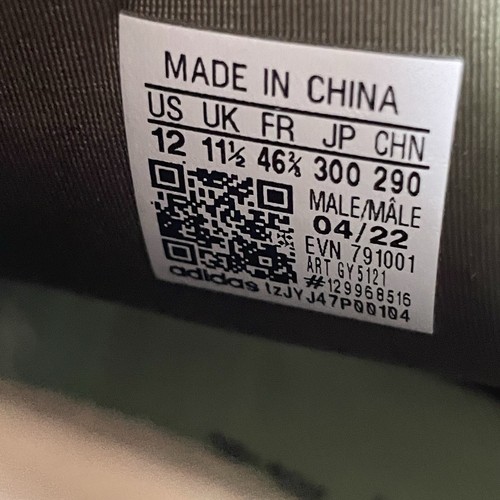 MADE IN CHINA
US UK FR JP CHN
12 11½ 46⅔ 300 290
MALE/MÂLE
04/22
EVN 791001
ART GY5121
#129968516
adidas IzJYJ47P00104